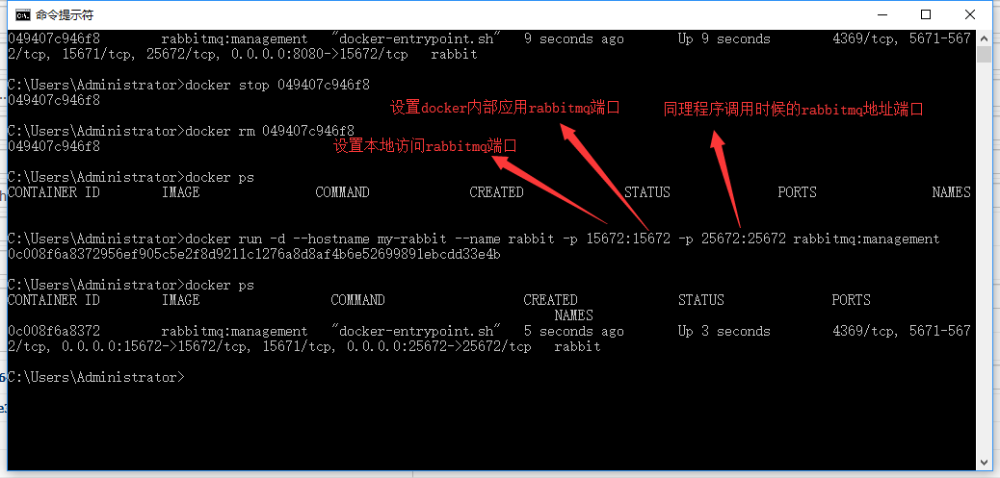 命令提示符
049407c946f8 rabbitmq:management "docker-entrypoint.sh" 9 seconds ago Up 9 seconds 4369/tcp, 5671-567
2/tcp, 15671/tcp, 25672/tcp, 0.0.0.0:8080->15672/tcp rabbit
C:\Users\Administrator>docker stop 049407c946f8
049407c946f8
设置docker内部应用rabbitmq端口
同理程序调用时候的rabbitmq地址端口
C:\Users\Administrator>docker rm 049407c946f8
049407c946f8
设置本地访问rabbitmq端口
C:\Users\Administrator>docker ps
CONTAINER ID IMAGE COMMAND CREATED STATUS PORTS NAMES
C:\Users\Administrator>docker run -d --hostname my-rabbit --name rabbit -p 15672:15672 -p 25672:25672 rabbitmq:management
0c008f6a8372956ef905c5e2f8d9211c1276a8d8af4b6e52699891ebcdd33e4b
C:\Users\Administrator>docker ps
CONTAINER ID IMAGE COMMAND CREATED STATUS PORTS
NAMES
0c008f6a8372 rabbitmq:management "docker-entrypoint.sh" 5 seconds ago Up 3 seconds 4369/tcp, 5671-567
2/tcp, 0.0.0.0:15672->15672/tcp, 15671/tcp, 0.0.0.0:25672->25672/tcp rabbit
C:\Users\Administrator>